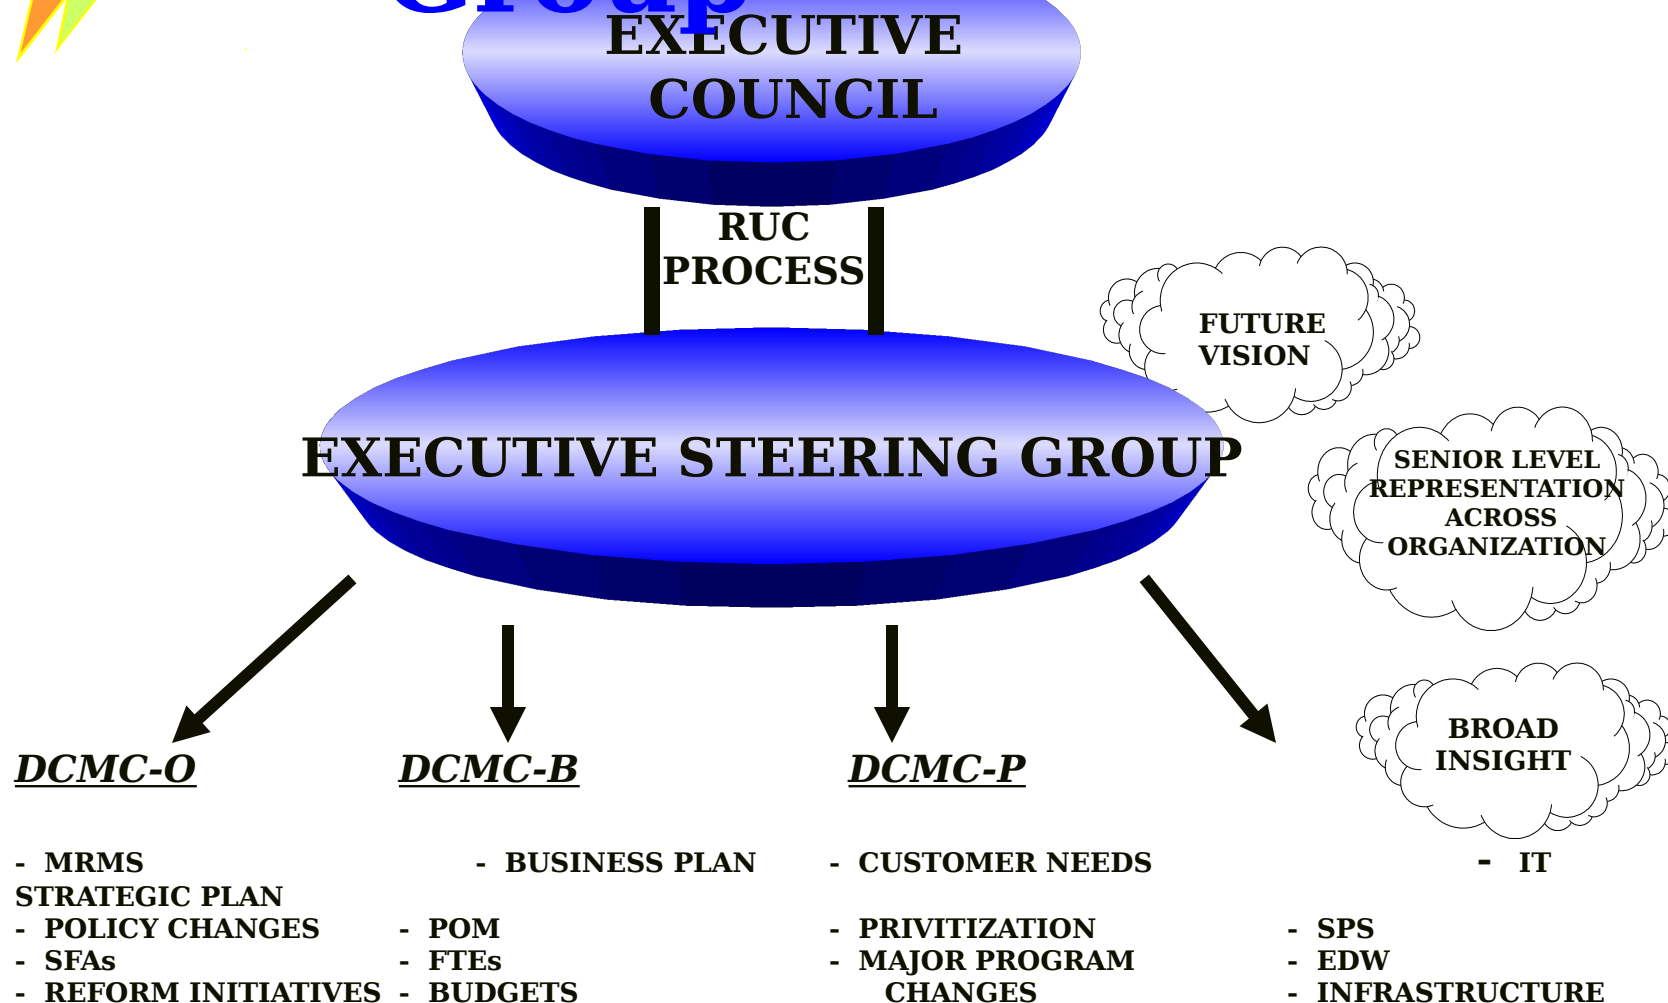 Group
EXECUTIVE
COUNCIL
RUC
PROCESS
FUTURE
VISION
EXECUTIVE STEERING GROUP
SENIOR LEVEL
REPRESENTATION
ACROSS
ORGANIZATION
BROAD
INSIGHT
DCMC-O DCMC-B DCMC-P
- MRMS - BUSINESS PLAN - CUSTOMER NEEDS - IT
STRATEGIC PLAN
- POLICY CHANGES - POM - PRIVITIZATION - SPS
- SFAs - FTEs - MAJOR PROGRAM - EDW
- REFORM INITIATIVES - BUDGETS CHANGES - INFRASTRUCTURE